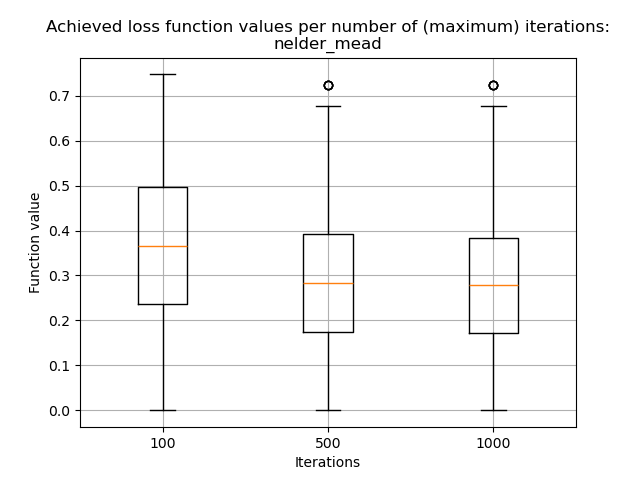 Achieved loss function values per number of (maximum) iterations:
nelder_mead
Function value
0.7
0.6
0.5
0.4
0.3
0.2
0.1
0.0
100
500
1000
Iterations